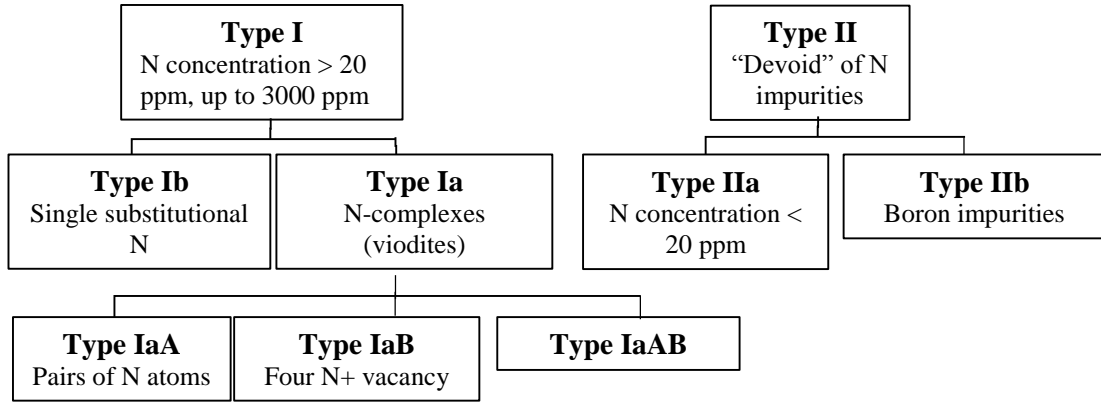 Type I
N concentration > 20
ppm, up to 3000 ppm
Type II
“Devoid” of N
impurities
Type Ib
Single substitutional
N
Type Ia
N-complexes
(viodites)
Type IIa
N concentration <
20 ppm
Type IIb
Boron impurities
Type IaA
Pairs of N atoms
Type IaB
Four N+ vacancy
Type IaAB